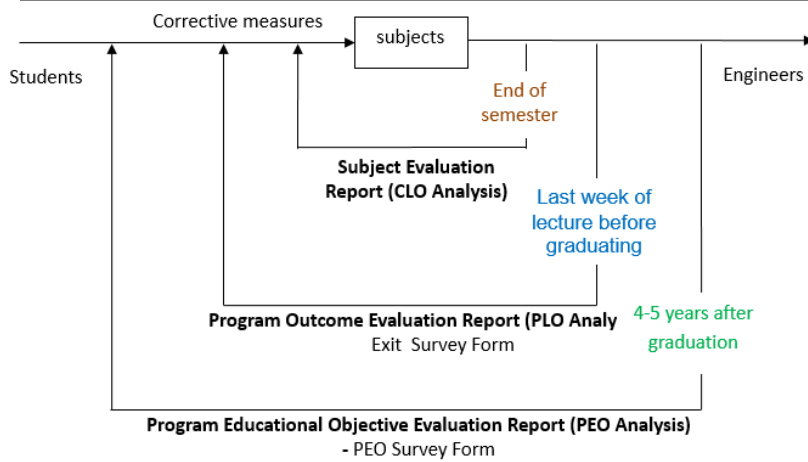 Corrective measures
subjects
Students
Engineers
End of
semester
Subject Evaluation
Report (CLO Analysis)
Last week of
lecture before
graduating
Program Outcome Evaluation Report (PLO Analy
Exit Survey Form
4-5 years after
graduation
Program Educational Objective Evaluation Report (PEO Analysis)
- PEO Survey Form